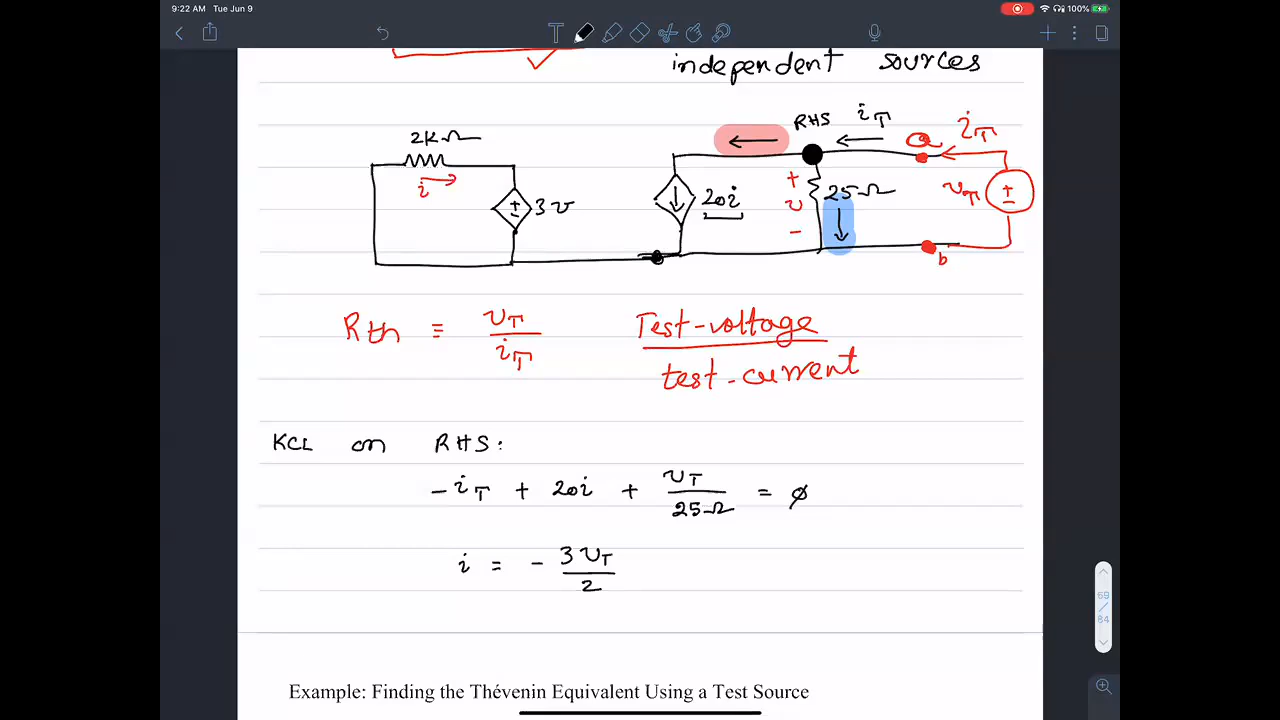 9:22 AM Tue Jun 9
100%
independent sources
2KΩ
i
+
-
3v
20i
RHS
+
v
-
25Ω
iT
a
iT
vT
+
-
b
Rth = vT / iT
Test-voltage / test-current
KCL on RHS:
-iT + 20i + vT / 25Ω = ϕ
i = - 3vT / 2
59 / 84
Example: Finding the Thévenin Equivalent Using a Test Source